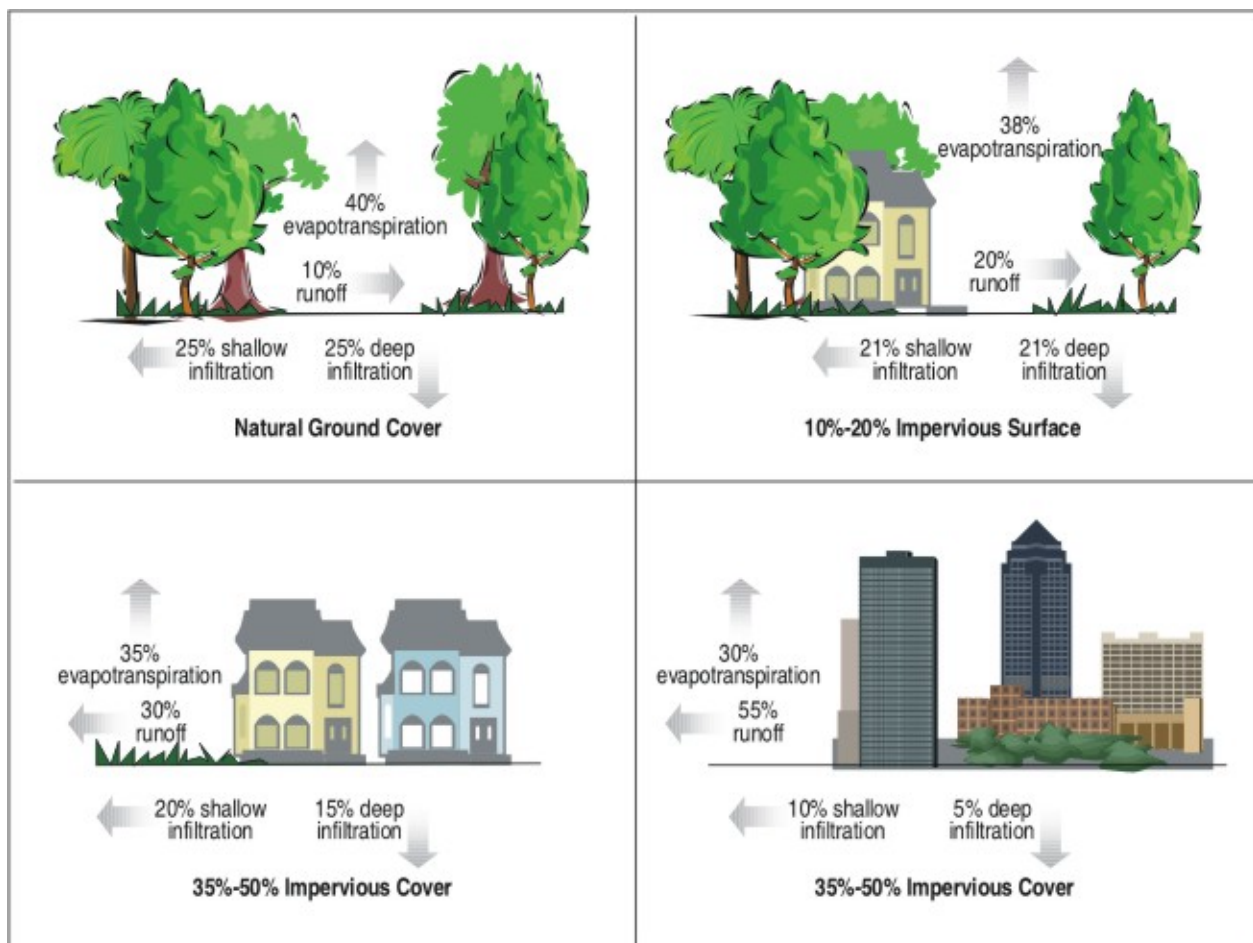 40%
evapotranspiration
10%
runoff
25% shallow
infiltration
25% deep
infiltration
Natural Ground Cover
38%
evapotranspiration
20%
runoff
21% shallow
infiltration
21% deep
infiltration
10%-20% Impervious Surface
35%
evapotranspiration
30%
runoff
20% shallow
infiltration
15% deep
infiltration
35%-50% Impervious Cover
30%
evapotranspiration
55%
runoff
10% shallow
infiltration
5% deep
infiltration
35%-50% Impervious Cover